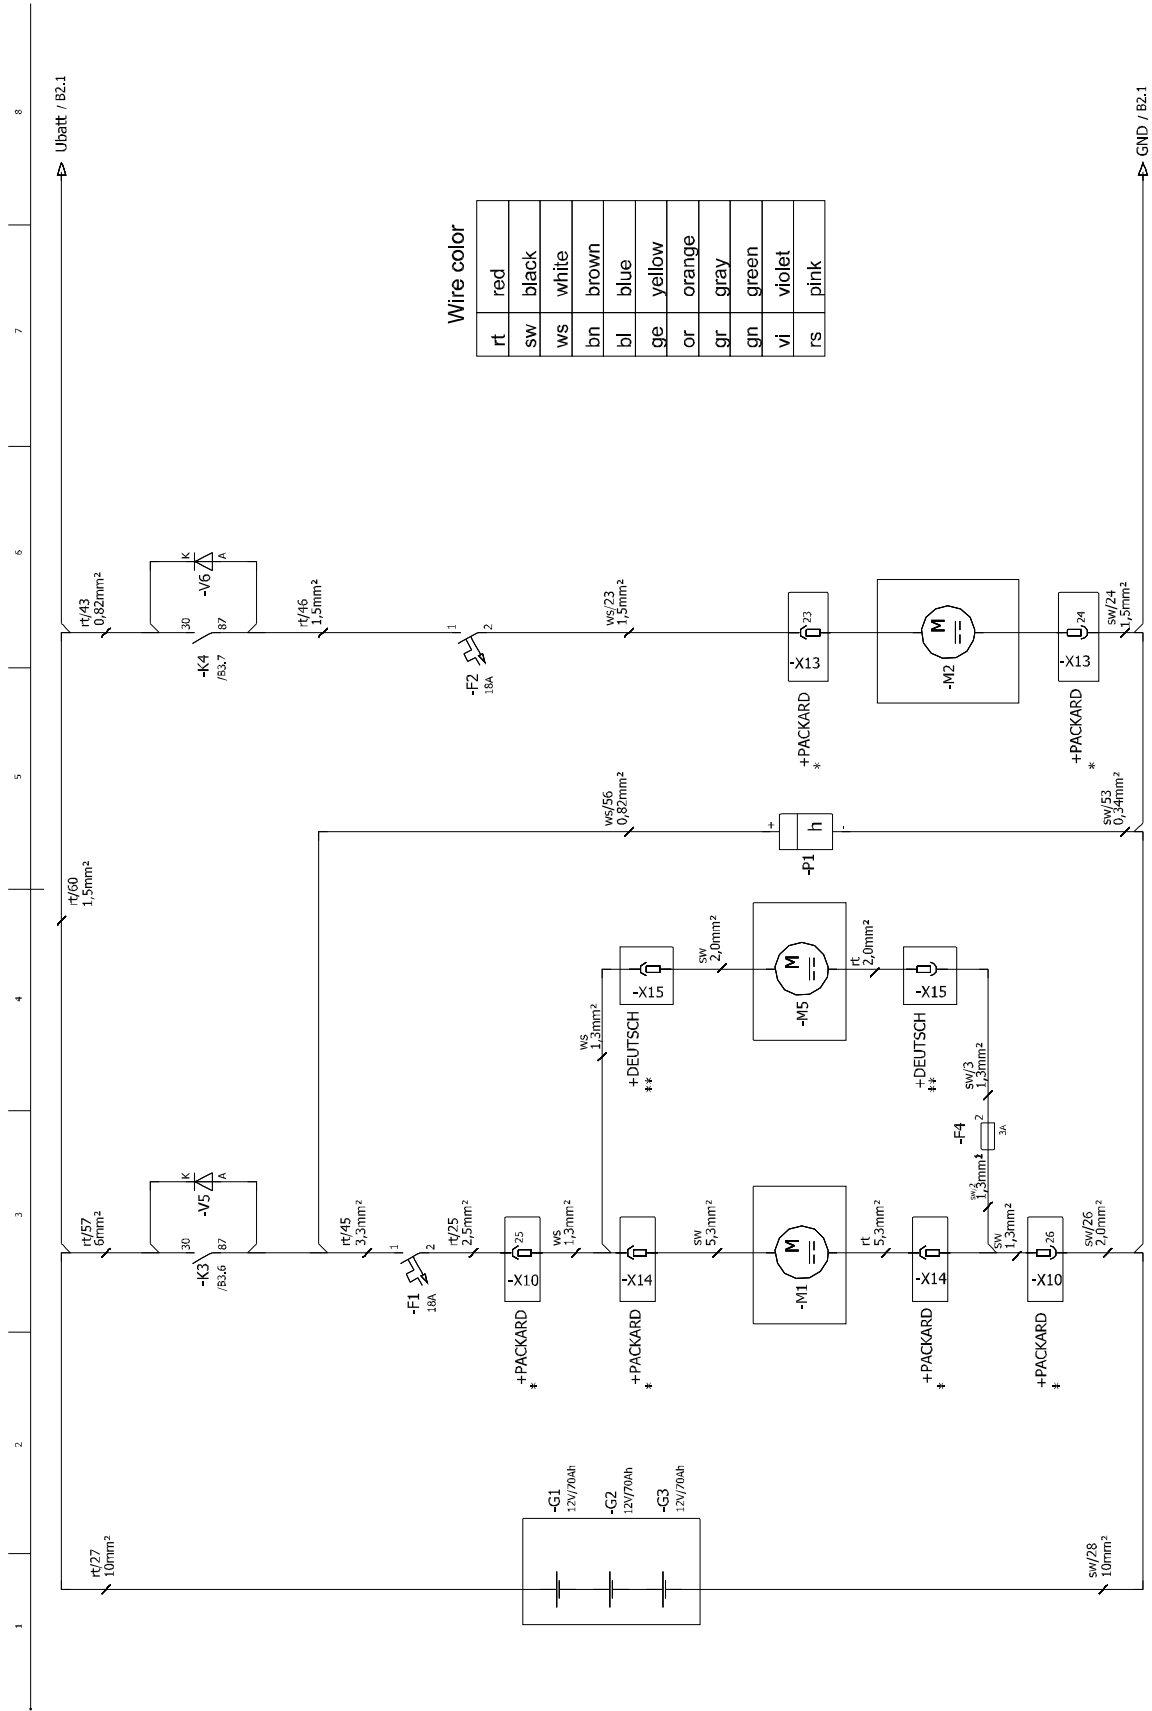 1
2
3
4
5
6
7
8
Ubatt / B2.1
rt/27
10mm²
-G1
12V/70Ah
-G2
12V/70Ah
-G3
12V/70Ah
sw/28
10mm²
rt/57
6mm²
30
87
-K3
/B3.6
K
A
-V5
rt/45
3,3mm²
1
2
-F1
18A
rt/25
2,5mm²
25
-X10
+PACKARD
*
ws
1,3mm²
-X14
+PACKARD
*
sw
5,3mm²
M
-M1
rt
5,3mm²
-X14
+PACKARD
*
sw
1,3mm²
26
-X10
+PACKARD
*
sw/26
2,0mm²
ws
1,3mm²
-X15
+DEUTSCH
**
sw
2,0mm²
M
-M5
rt
2,0mm²
-X15
+DEUTSCH
**
sw/3
1,3mm²
-F4
2
3A
sw/2
1,3mm²
rt/60
1,5mm²
ws/56
0,82mm²
+
h
-
-P1
sw/53
0,34mm²
rt/43
0,82mm²
30
87
-K4
/B3.7
K
A
-V6
rt/46
1,5mm²
1
2
-F2
18A
ws/23
1,5mm²
23
-X13
+PACKARD
*
M
-M2
24
-X13
+PACKARD
*
sw/24
1,5mm²
Wire color
rt red
sw black
ws white
bn brown
bl blue
ge yellow
or orange
gr gray
gn green
vi violet
rs pink
GND / B2.1